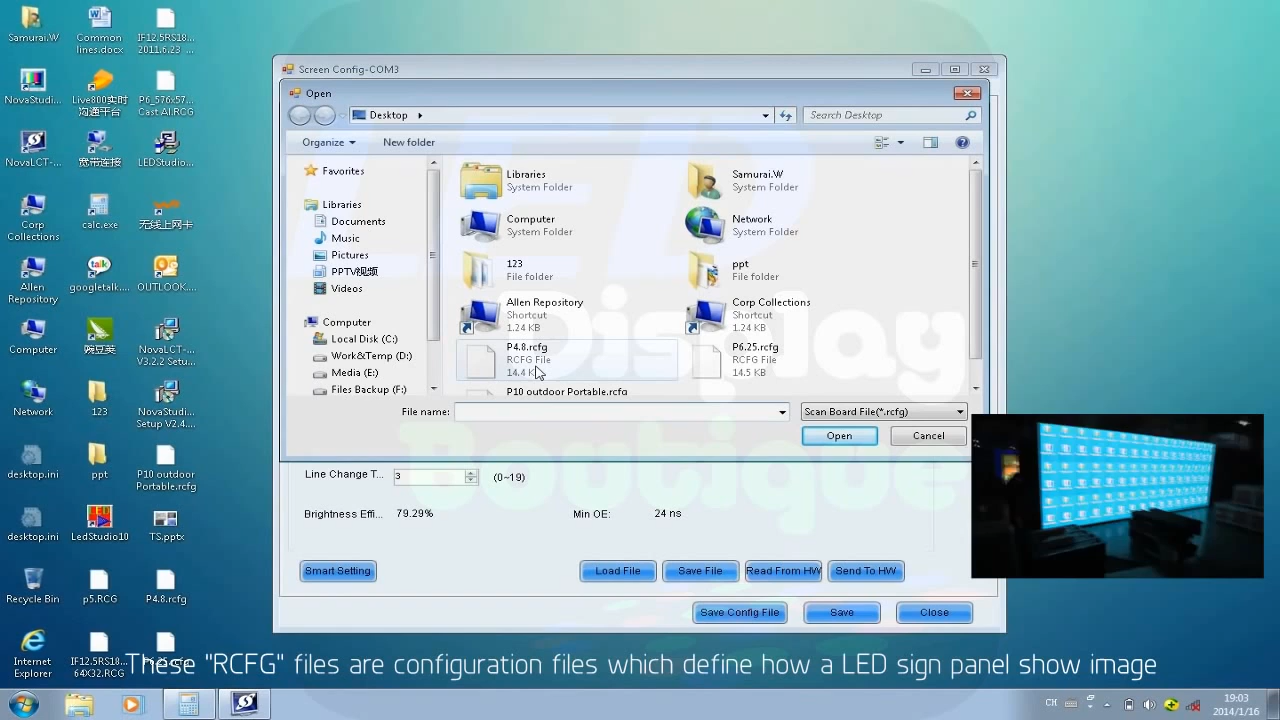 Samurai.W
Common lines.docx
IF12.5RS18...
2011.6.23 ...
NovaStudi...
Live800实时
沟通平台
P6_576x57...
Cast Al.RCG
NovaLCT-...
宽带连接
LEDStudio...
Corp
Collections
calc.exe
无线上网卡
Allen
Repository
googletalk....
OUTLOOK...
Computer
豌豆荚
NovaLCT-...
V3.2.2 Setu...
Network
123
NovaStudi...
Setup V2.4...
desktop.ini
ppt
P10 outdoor
Portable.rcfg
desktop.ini
LedStudio10
TS.pptx
Recycle Bin
p5.RCG
P4.8.rcfg
Internet
Explorer
IF12.5RS18...
64X32.RCG
Screen Config-COM3
Open
Desktop
Search Desktop
Organize
New folder
Favorites
Libraries
Documents
Music
Pictures
PPTV视频
Videos
Computer
Local Disk (C:)
Work&Temp (D:)
Media (E:)
Files Backup (F:)
Libraries
System Folder
Samurai.W
System Folder
Computer
System Folder
Network
System Folder
123
File folder
ppt
File folder
Allen Repository
Shortcut
1.24 KB
Corp Collections
Shortcut
1.24 KB
P4.8.rcfg
RCFG File
14.4
P6.25.rcfg
RCFG File
14.5 KB
P10 outdoor Portable.rcfg
File name:
Scan Board File(*.rcfg)
Open
Cancel
LED
Display
Boutique
Line Change T
3
(0~19)
Brightness Effi...
79.29%
Min OE:
24 ns
Smart Setting
Load File
Save File
Read From HW
Send To HW
Save Config File
Save
Close
These "RCFG" files are configuration files which define how a LED sign panel show image
CH
19:03
2014/1/16